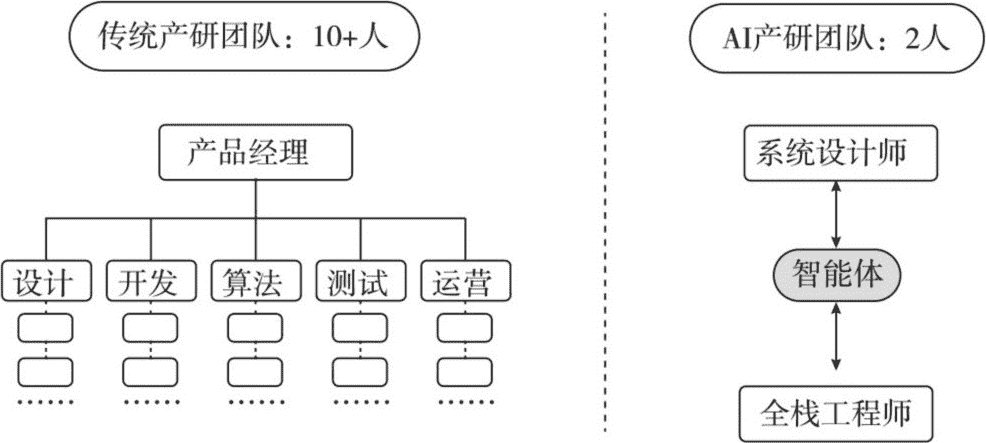 传统产研团队：10+人
产品经理
设计 开发 算法 测试 运营
…… …… …… …… ……
AI产研团队：2人
系统设计师
智能体
全栈工程师